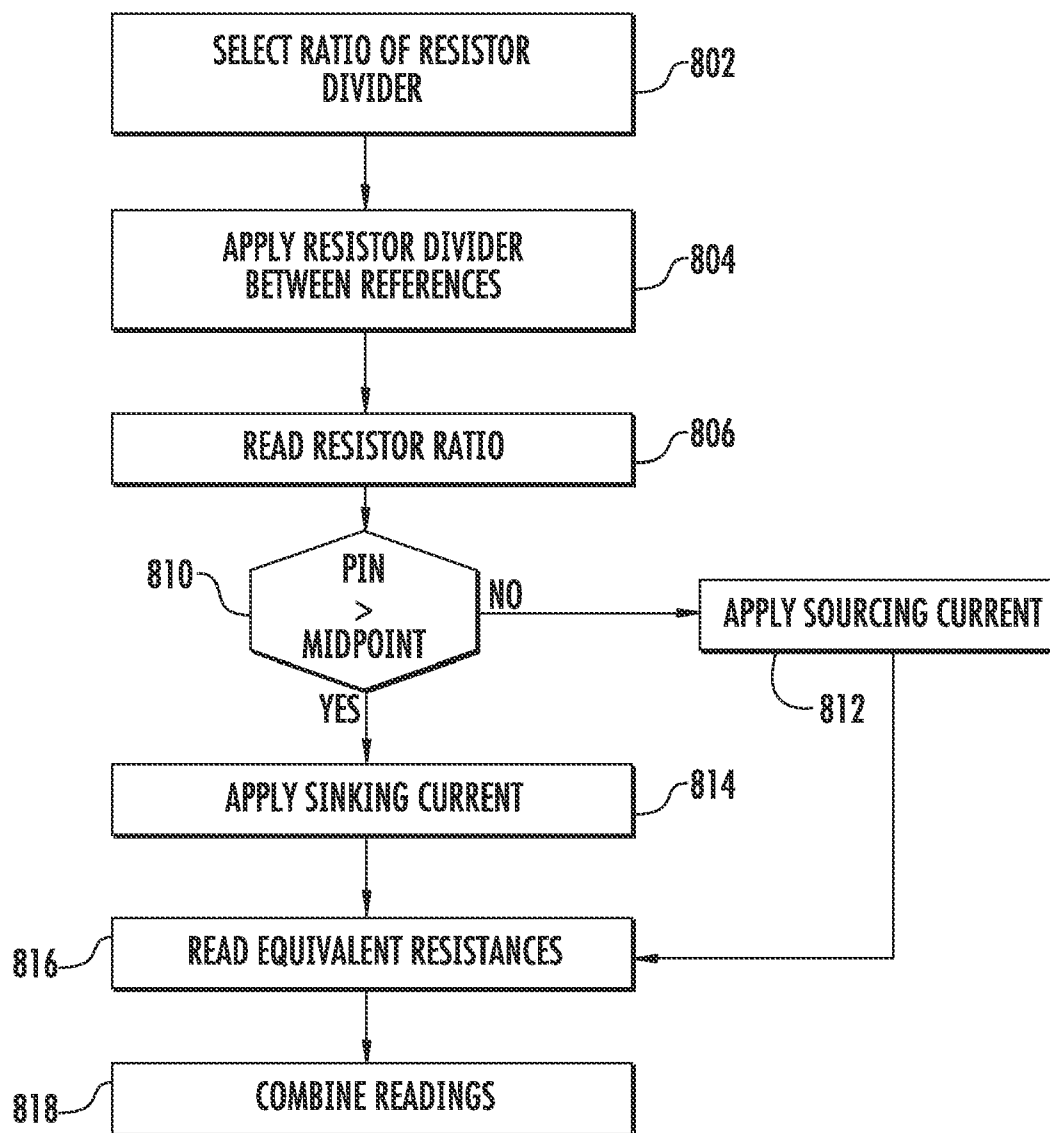 SELECT RATIO OF RESISTOR
DIVIDER
802
APPLY RESISTOR DIVIDER
BETWEEN REFERENCES
804
READ RESISTOR RATIO
806
810
PIN
>
MIDPOINT
NO
APPLY SOURCING CURRENT
812
YES
APPLY SINKING CURRENT
814
816
READ EQUIVALENT RESISTANCES
818
COMBINE READINGS